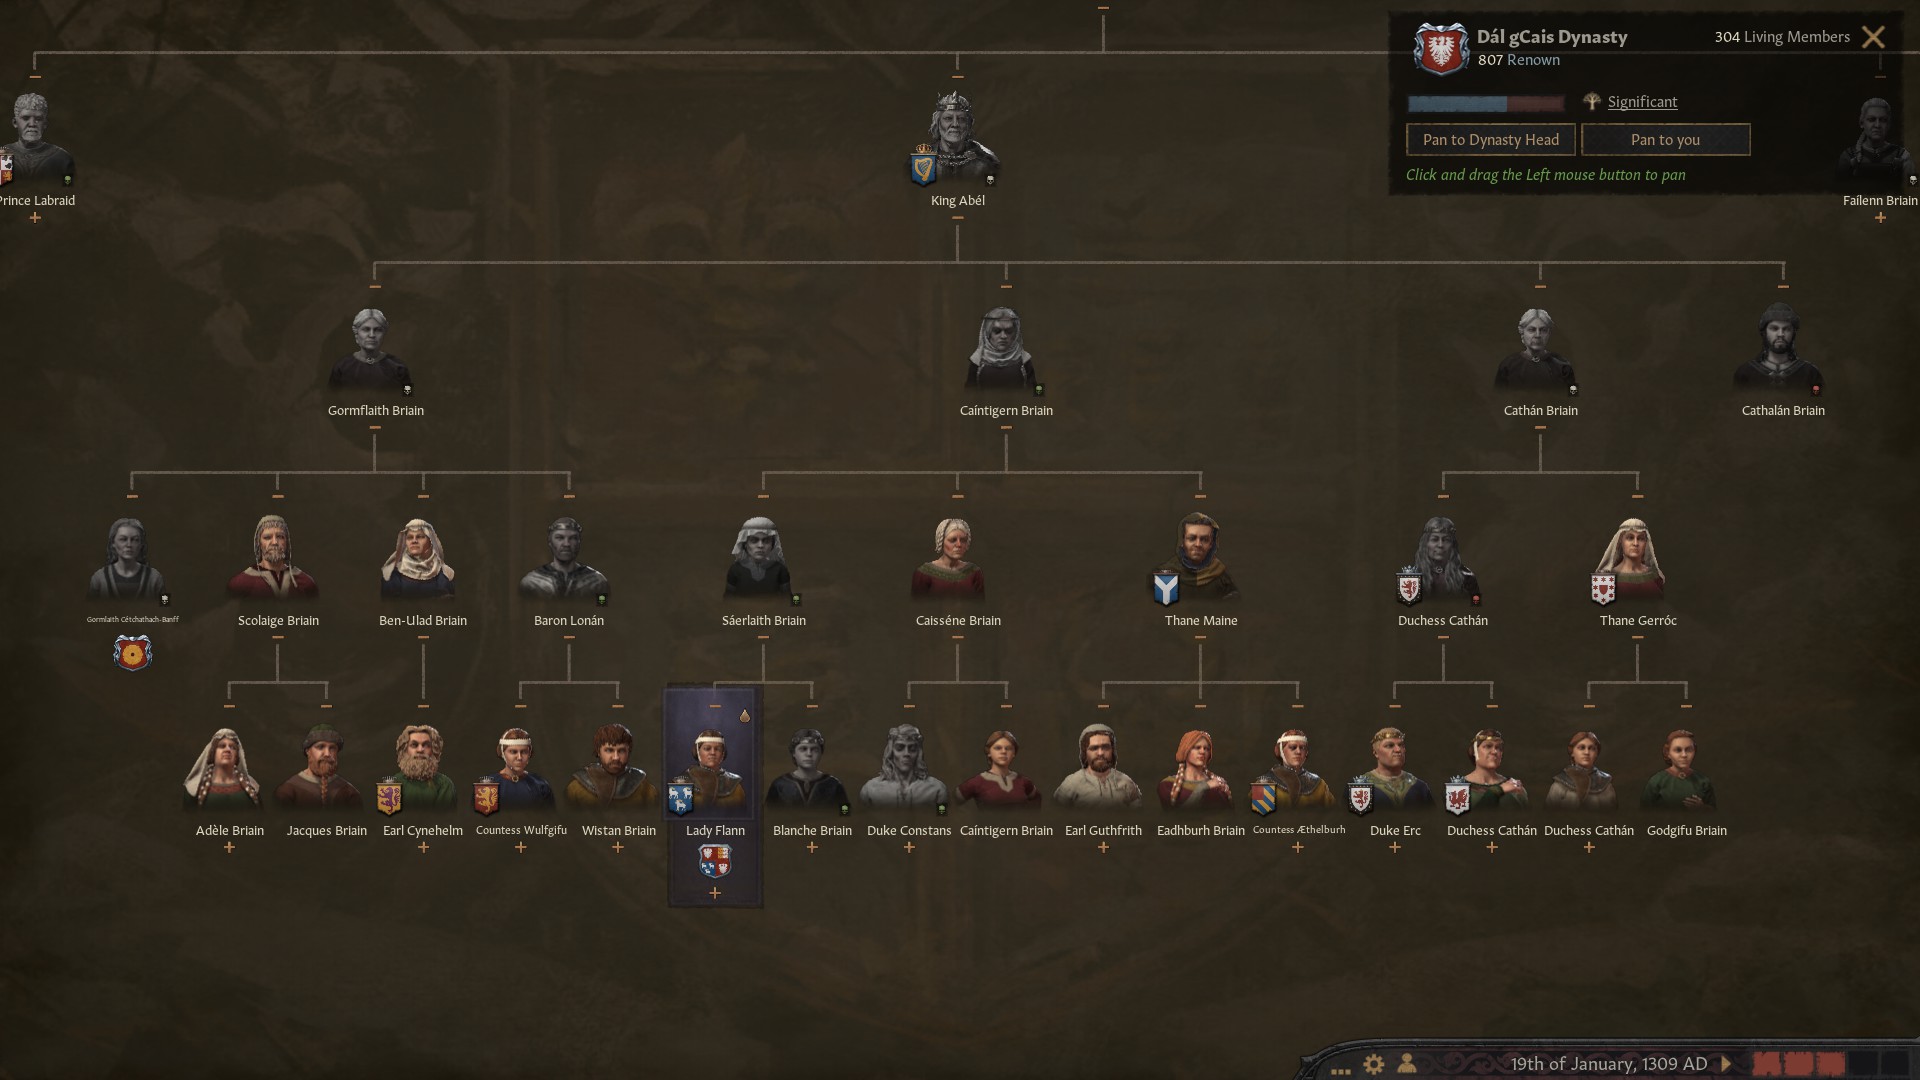 Dál gCais Dynasty
304 Living Members
807 Renown
Significant
Pan to Dynasty Head
Pan to you
Click and drag the Left mouse button to pan
Prince Labraid
King Abél
Faílenn Briain
Gormflaith Briain
Caíntigern Briain
Cathán Briain
Cathalán Briain
Gormlaith Cétchathach-Banff
Scolaige Briain
Ben-Ulad Briain
Baron Lonán
Sáerlaith Briain
Caisséne Briain
Thane Maine
Duchess Cathán
Thane Gerróc
Adèle Briain
Jacques Briain
Earl Cynehelm
Countess Wulfgifu
Wistan Briain
Lady Flann
Blanche Briain
Duke Constans
Caíntigern Briain
Earl Guthfrith
Eadhburh Briain
Countess Æthelburh
Duke Erc
Duchess Cathán
Duchess Cathán
Godgifu Briain
... 19th of January, 1309 AD